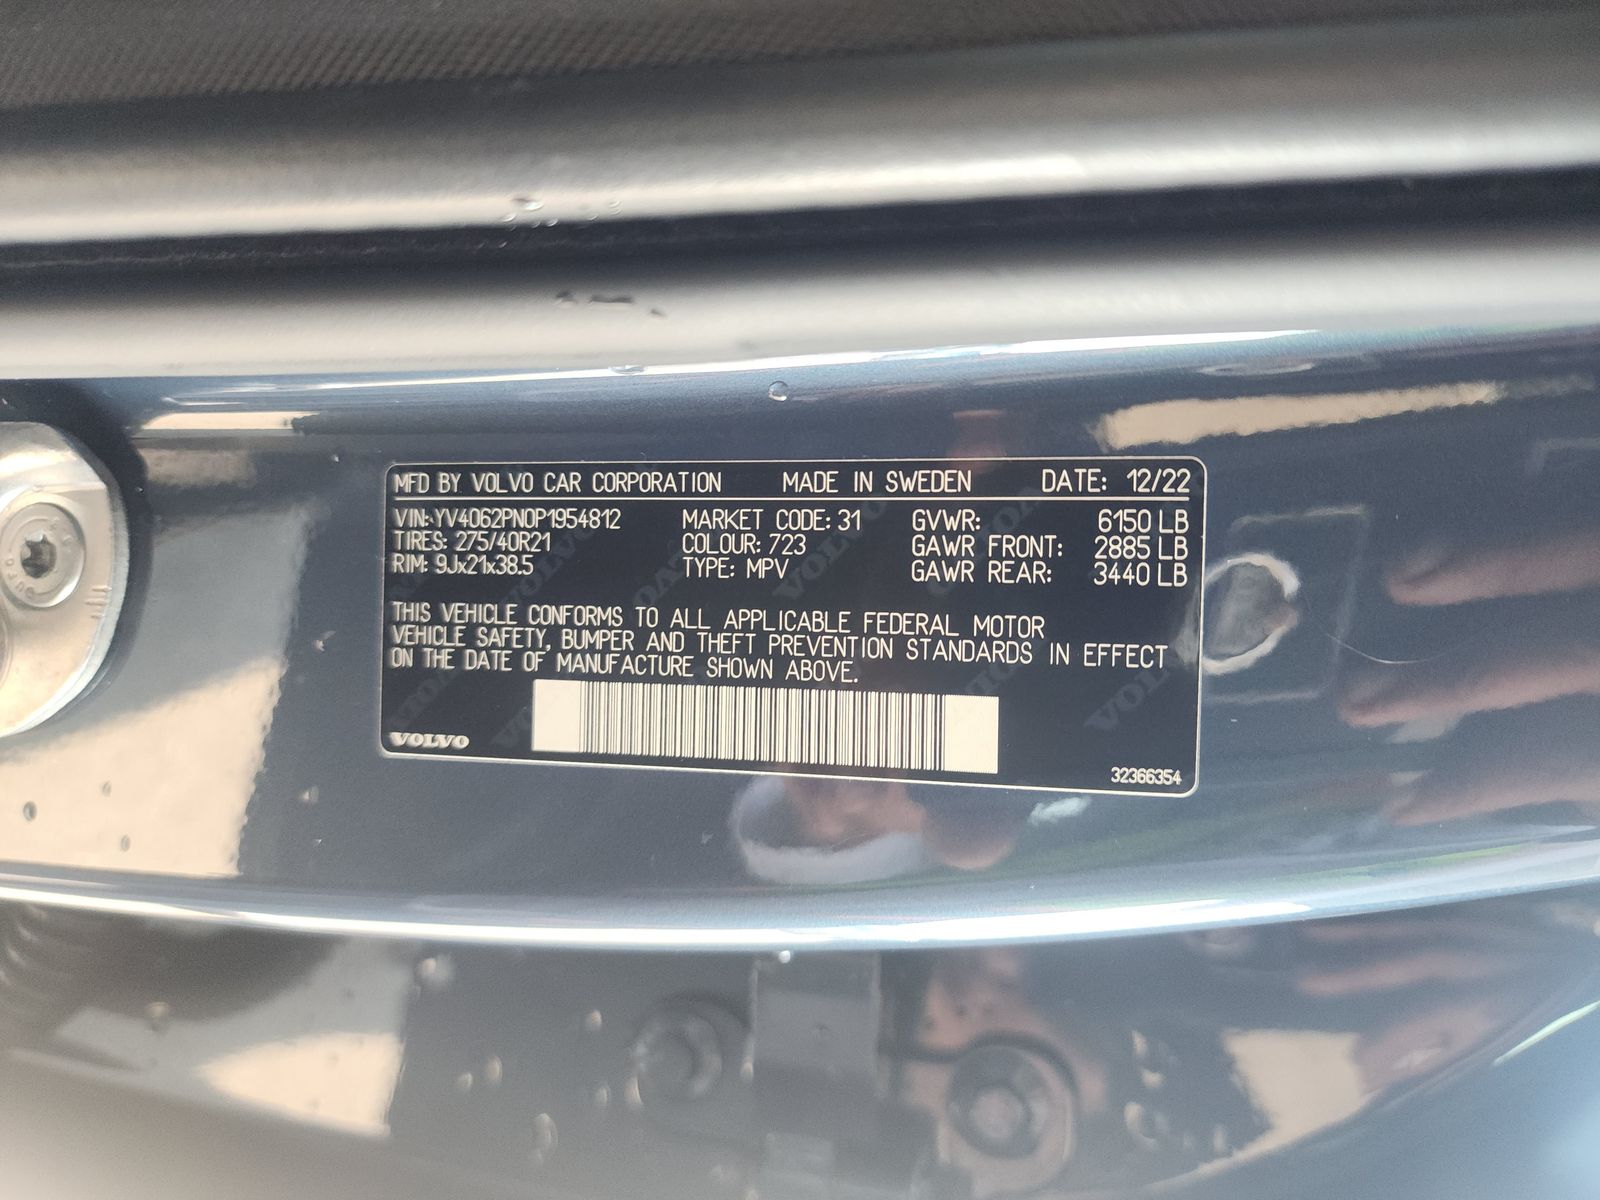 MFD BY VOLVO CAR CORPORATION MADE IN SWEDEN DATE: 12/22
VIN: YV4062PN0P1954812 MARKET CODE: 31 GVWR: 6150 LB
TIRES: 275/40R21 COLOUR: 723 GAWR FRONT: 2885 LB
RIM: 9Jx21x38.5 TYPE: MPV GAWR REAR: 3440 LB
THIS VEHICLE CONFORMS TO ALL APPLICABLE FEDERAL MOTOR
VEHICLE SAFETY, BUMPER AND THEFT PREVENTION STANDARDS IN EFFECT
ON THE DATE OF MANUFACTURE SHOWN ABOVE.
VOLVO
32366354